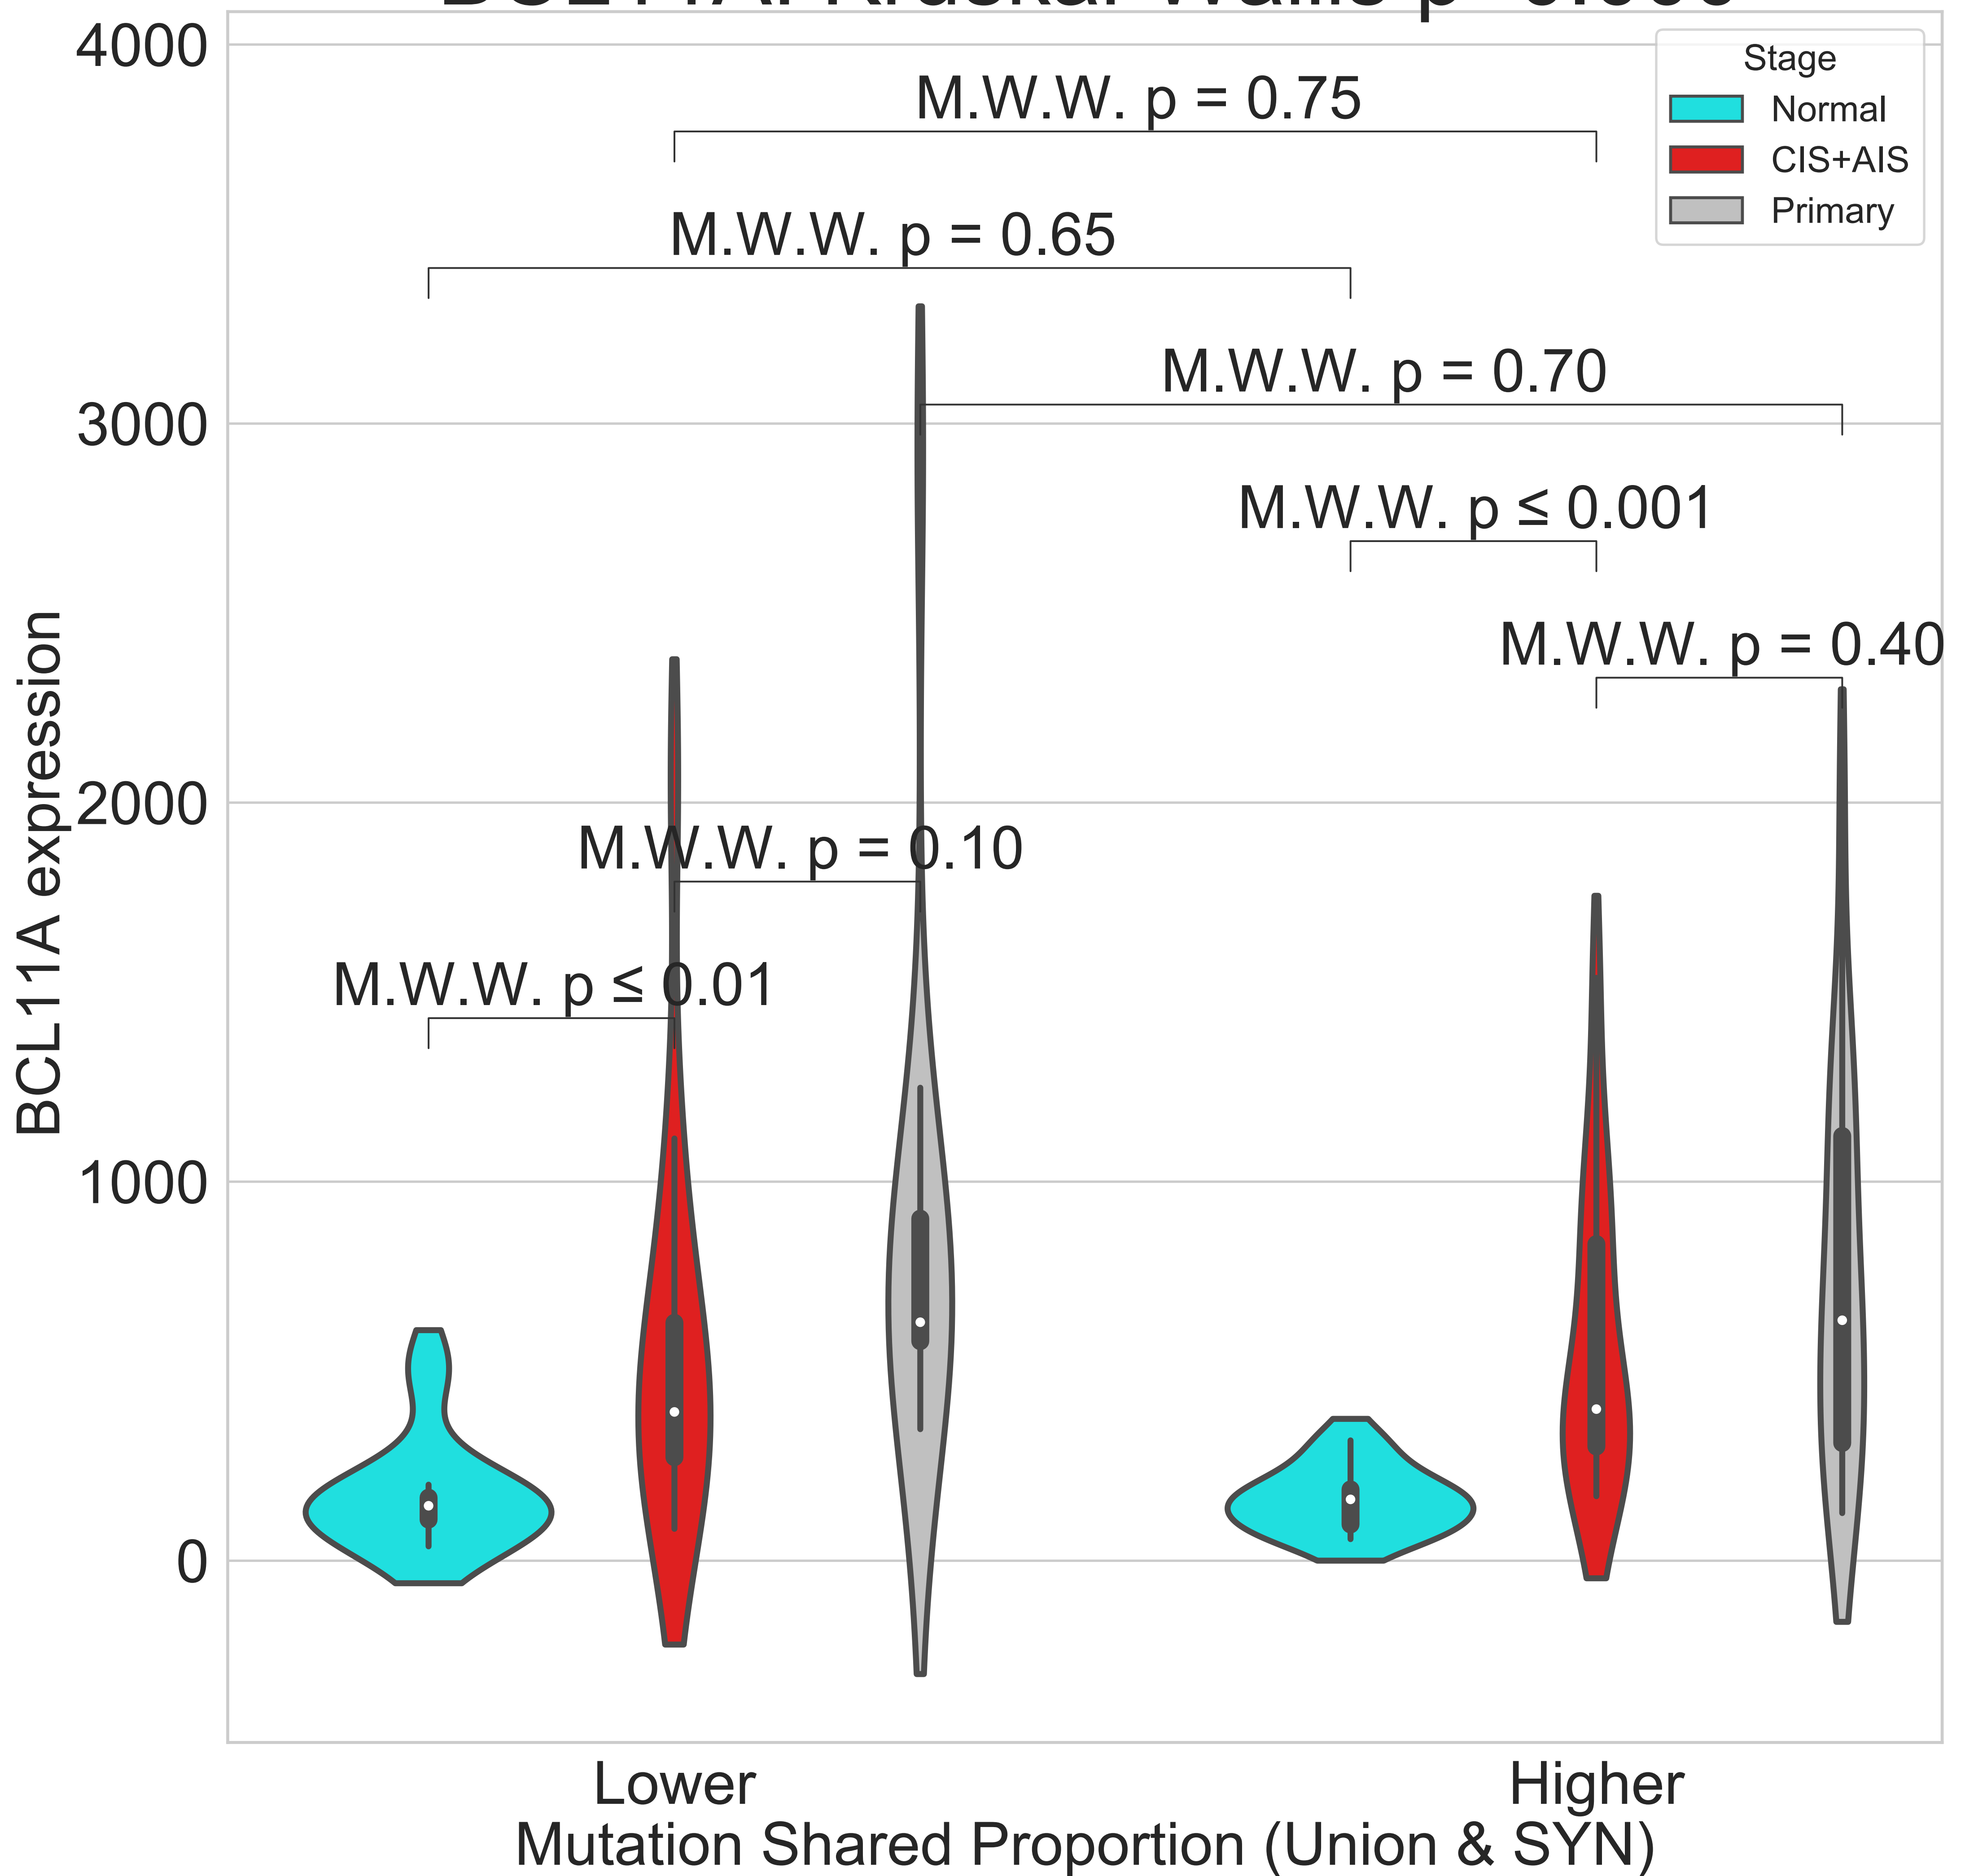 4000
3000
2000
1000
0
BCL11A expression
Stage
Normal
CIS+AIS
Primary
M.W.W. p = 0.75
M.W.W. p = 0.65
M.W.W. p = 0.70
M.W.W. p ≤ 0.001
M.W.W. p = 0.40
M.W.W. p = 0.10
M.W.W. p ≤ 0.01
Lower
Higher
Mutation Shared Proportion (Union & SYN)